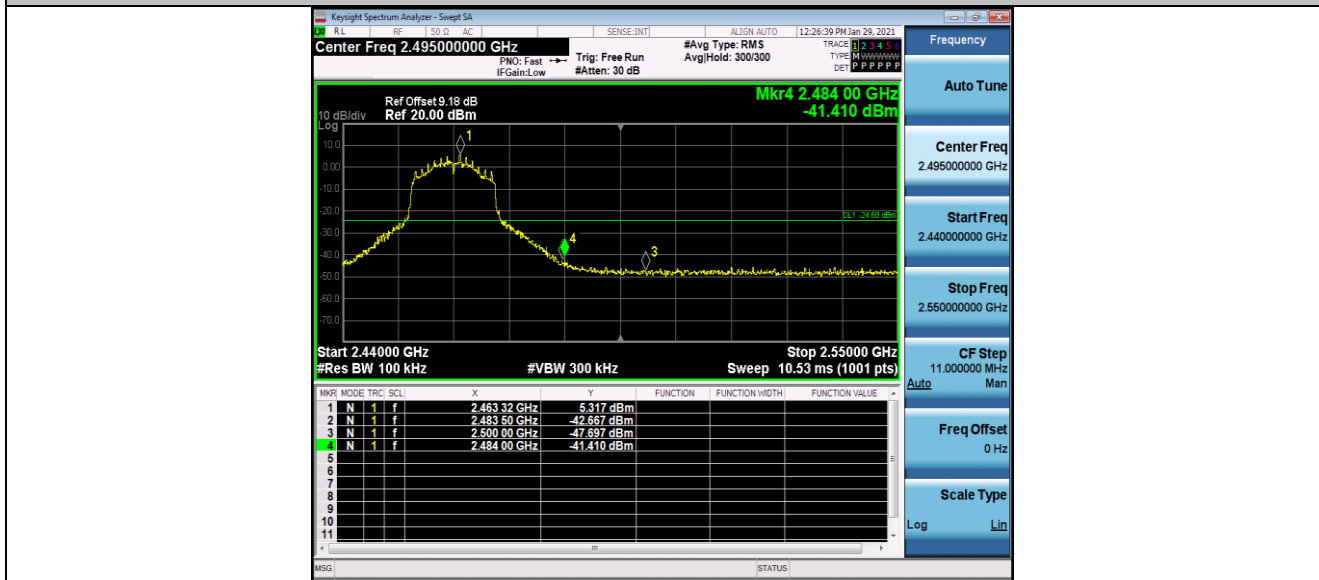 Keysight Spectrum Analyzer - Swept SA
RL RF 50 Ω AC SENSE:INT ALIGN AUTO 12:26:39 PM Jan 29, 2021
Center Freq 2.495000000 GHz
PNO: Fast
IFGain:Low
Trig: Free Run
#Atten: 30 dB
#Avg Type: RMS
Avg|Hold: 300/300
TRACE 1 2 3 4 5 6
TYPE M WWWWW
DET P P P P P P
Mkr4 2.484 00 GHz
-41.410 dBm
Ref Offset 9.18 dB
10 dB/div Ref 20.00 dBm
Log
10.0
0.00
-10.0
-20.0
-30.0
-40.0
-50.0
-60.0
-70.0
1
4
3
DL1 -24.68 dBm
Start 2.44000 GHz Stop 2.55000 GHz
#Res BW 100 kHz #VBW 300 kHz Sweep 10.53 ms (1001 pts)
MKR MODE TRC SCL X Y FUNCTION FUNCTION WIDTH FUNCTION VALUE
1 N 1 f 2.463 32 GHz 5.317 dBm
2 N 1 f 2.483 50 GHz -42.667 dBm
3 N 1 f 2.500 00 GHz -47.697 dBm
4 N 1 f 2.484 00 GHz -41.410 dBm
5
6
7
8
9
10
11
MSG STATUS
Frequency
Auto Tune
Center Freq
2.495000000 GHz
Start Freq
2.440000000 GHz
Stop Freq
2.550000000 GHz
CF Step
11.000000 MHz
Auto Man
Freq Offset
0 Hz
Scale Type
Log Lin